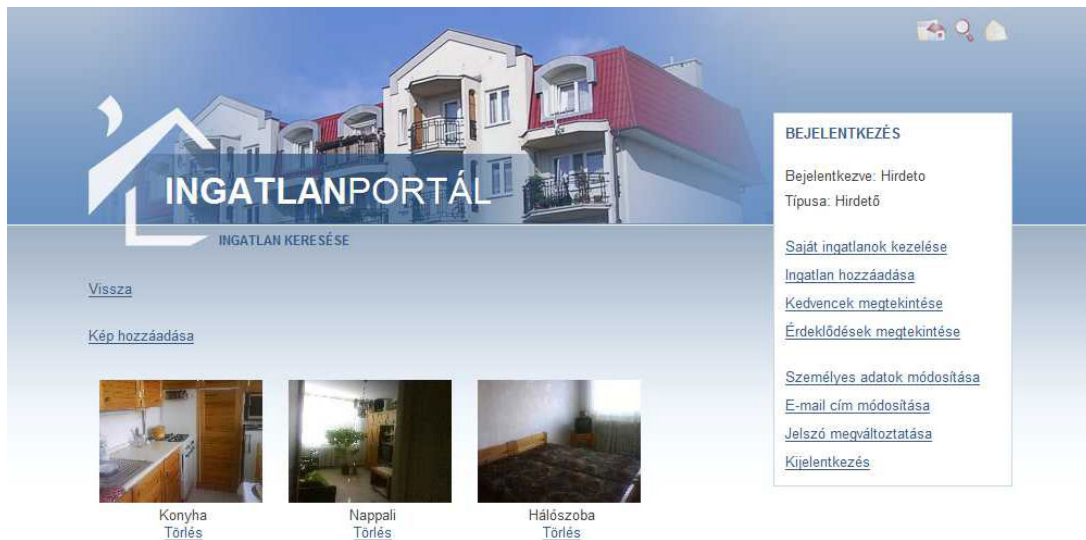 INGATLANPORTÁL
INGATLAN KERESÉSE
Vissza
Kép hozzáadása
Konyha
Törlés
Nappali
Törlés
Hálószoba
Törlés
BEJELENTKEZÉS
Bejelentkezve: Hirdeto
Típusa: Hirdető
Saját ingatlanok kezelése
Ingatlan hozzáadása
Kedvencek megtekintése
Érdeklődések megtekintése
Személyes adatok módosítása
E-mail cím módosítása
Jelszó megváltoztatása
Kijelentkezés